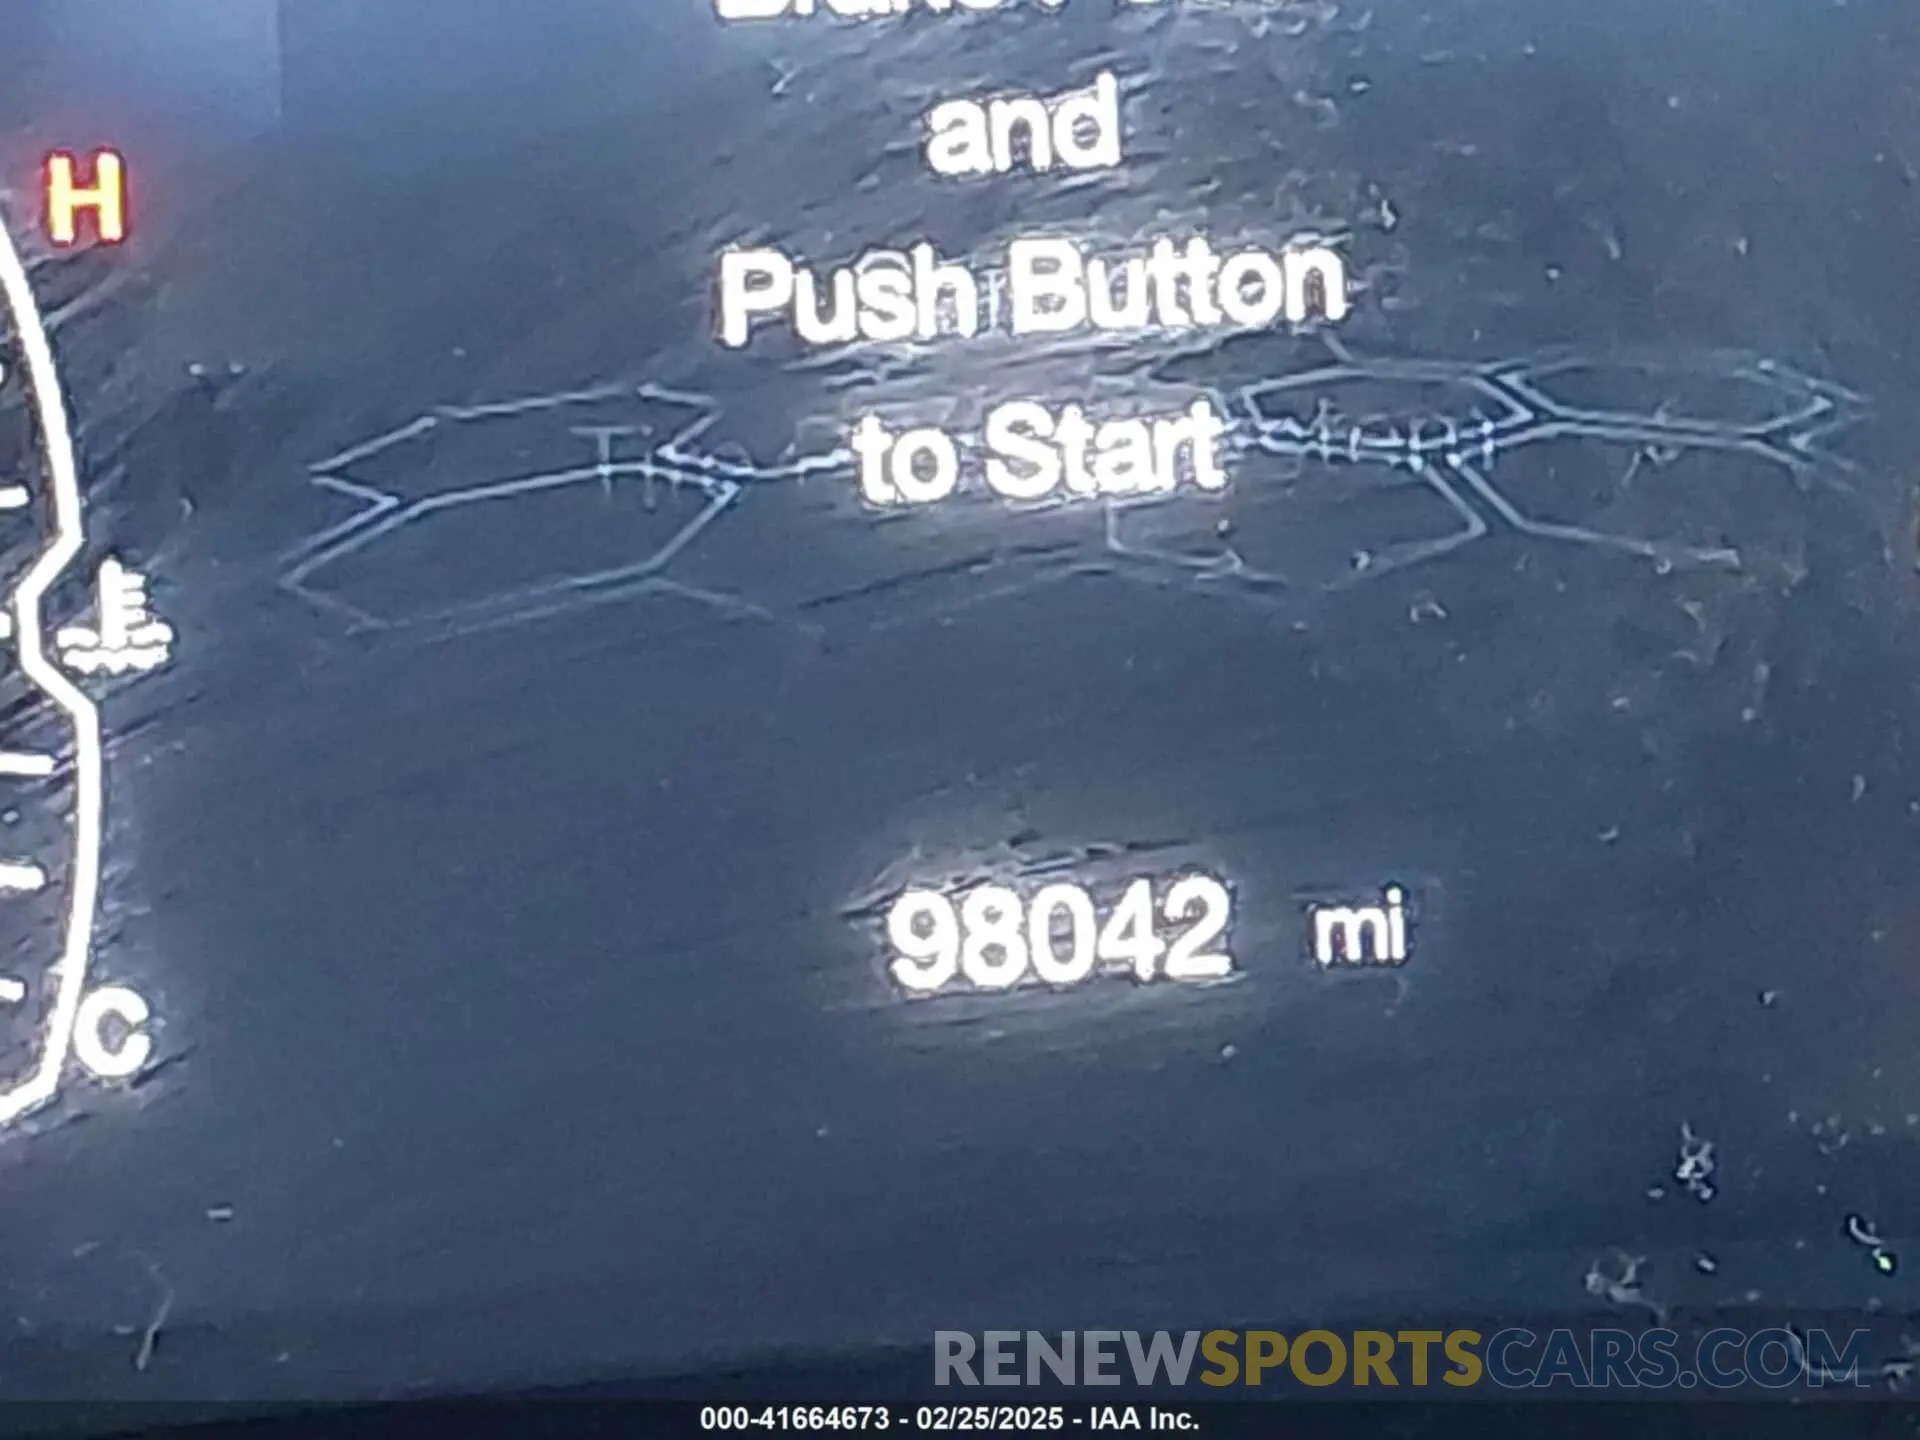 H
and
Push Button
to Start
98042 mi
C
RENEWSPORTSCARS.COM
000-41664673 - 02/25/2025 - IAA Inc.